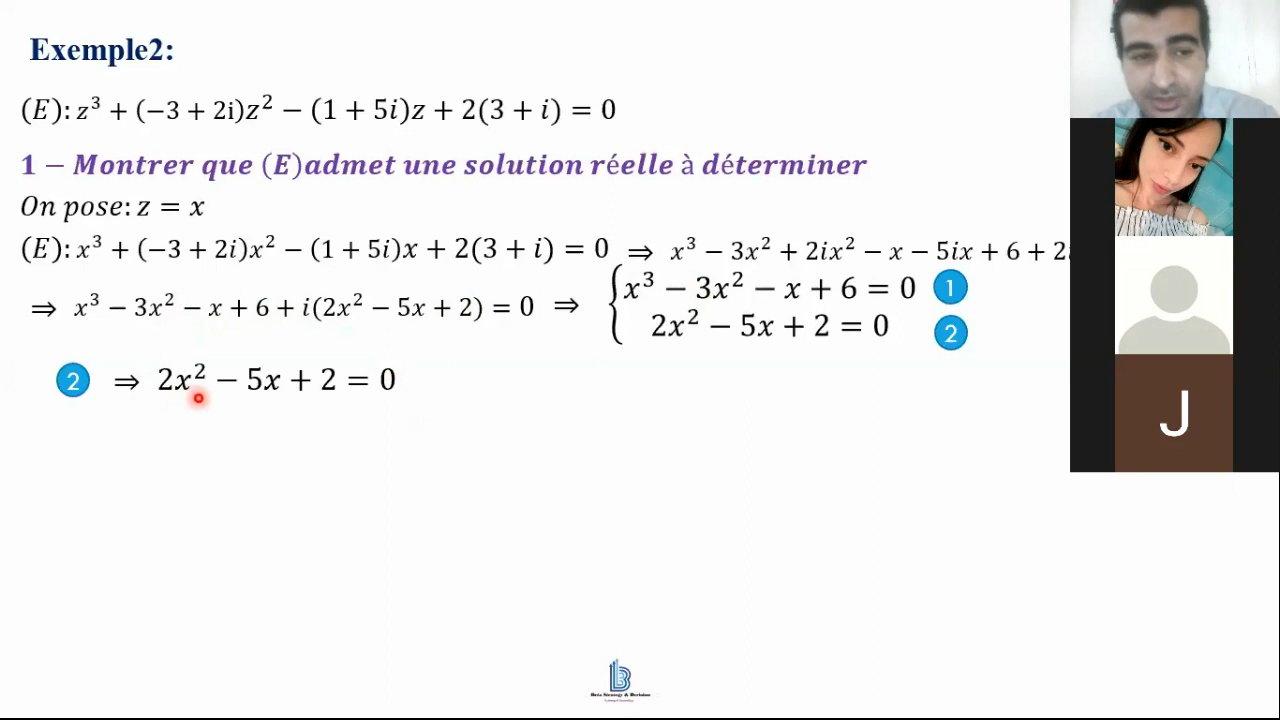 Exemple2:
(E): z³ + (−3 + 2i)z² − (1 + 5i)z + 2(3 + i) = 0
1 − Montrer que (E)admet une solution réelle à déterminer
On pose: z = x
(E): x³ + (−3 + 2i)x² − (1 + 5i)x + 2(3 + i) = 0 ⇒ x³ − 3x² + 2ix² − x − 5ix + 6 + 2
⇒ x³ − 3x² − x + 6 + i(2x² − 5x + 2) = 0 ⇒ { x³ − 3x² − x + 6 = 0 1
2x² − 5x + 2 = 0 2
2 ⇒ 2x² − 5x + 2 = 0
J
Data Strategy & Decision